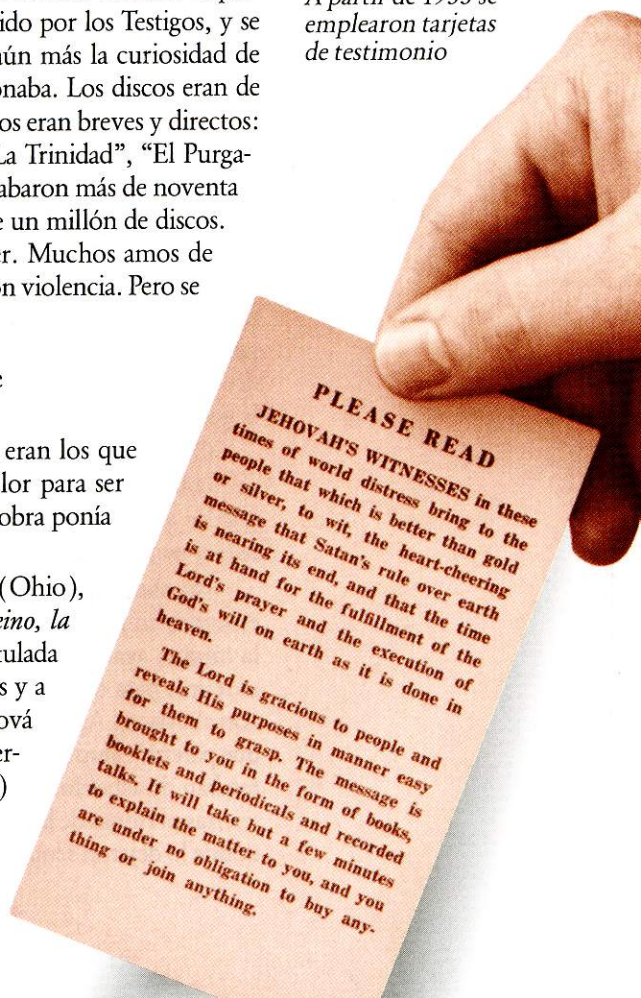 ido por los Testigos, y se
ún más la curiosidad de
onaba. Los discos eran de
os eran breves y directos:
La Trinidad”, “El Purga-
abaron más de noventa
e un millón de discos.
er. Muchos amos de
on violencia. Pero se
eran los que
lor para ser
obra ponía
(Ohio),
eino, la
tulada
s y a
ová
er-
)
emplearon tarjetas
de testimonio
PLEASE READ
JEHOVAH'S WITNESSES in these
times of world distress bring to the
people that which is better than gold
or silver, to wit, the heart-cheering
message that Satan's rule over earth
is nearing its end, and that the time
is at hand for the fulfillment of the
Lord's prayer and the execution of
God's will on earth as it is done in
heaven.
The Lord is gracious to people and
reveals His purposes in manner easy
for them to grasp. The message is
brought to you in the form of books,
booklets and periodicals and recorded
talks. It will take but a few minutes
to explain the matter to you, and you
are under no obligation to buy any-
thing or join anything.